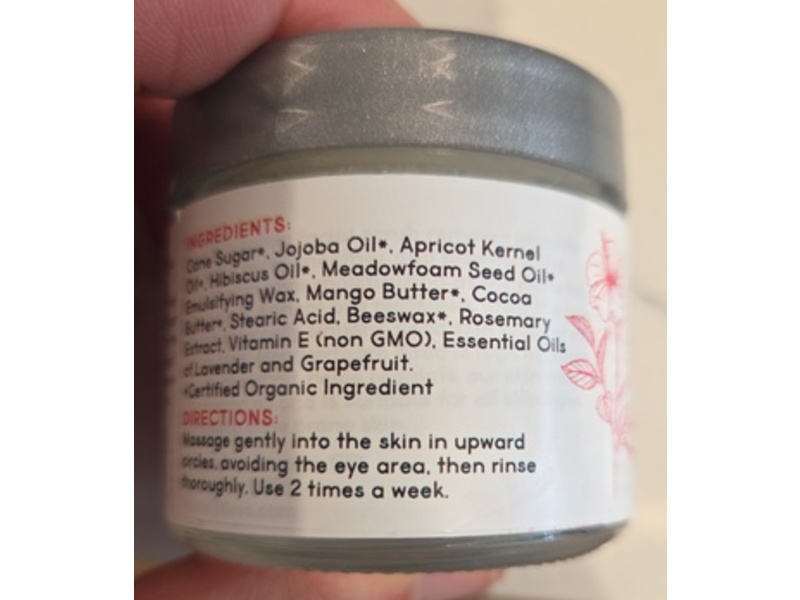 INGREDIENTS:
Cane Sugar*, Jojoba Oil*, Apricot Kernel
Oil*, Hibiscus Oil*, Meadowfoam Seed Oil*
Emulsifying Wax, Mango Butter*, Cocoa
Butter*, Stearic Acid, Beeswax*, Rosemary
Extract, Vitamin E (non GMO), Essential Oils
of Lavender and Grapefruit.
*Certified Organic Ingredient
DIRECTIONS:
Massage gently into the skin in upward
circles, avoiding the eye area, then rinse
thoroughly. Use 2 times a week.